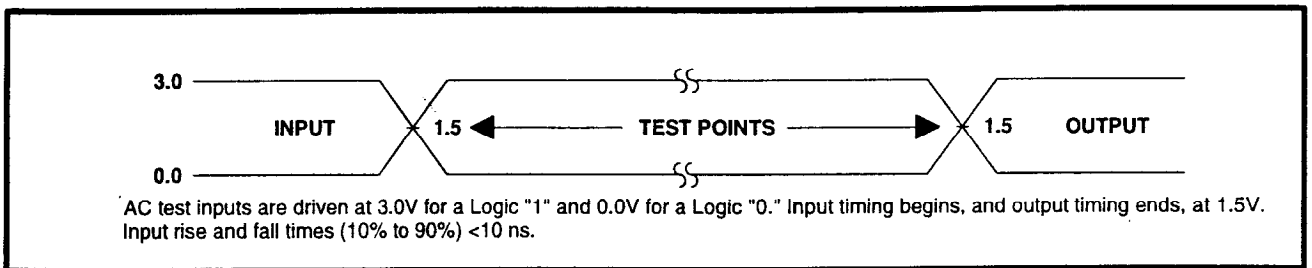 3.0
INPUT 1.5 TEST POINTS 1.5 OUTPUT
0.0
AC test inputs are driven at 3.0V for a Logic "1" and 0.0V for a Logic "0." Input timing begins, and output timing ends, at 1.5V.
Input rise and fall times (10% to 90%) <10 ns.